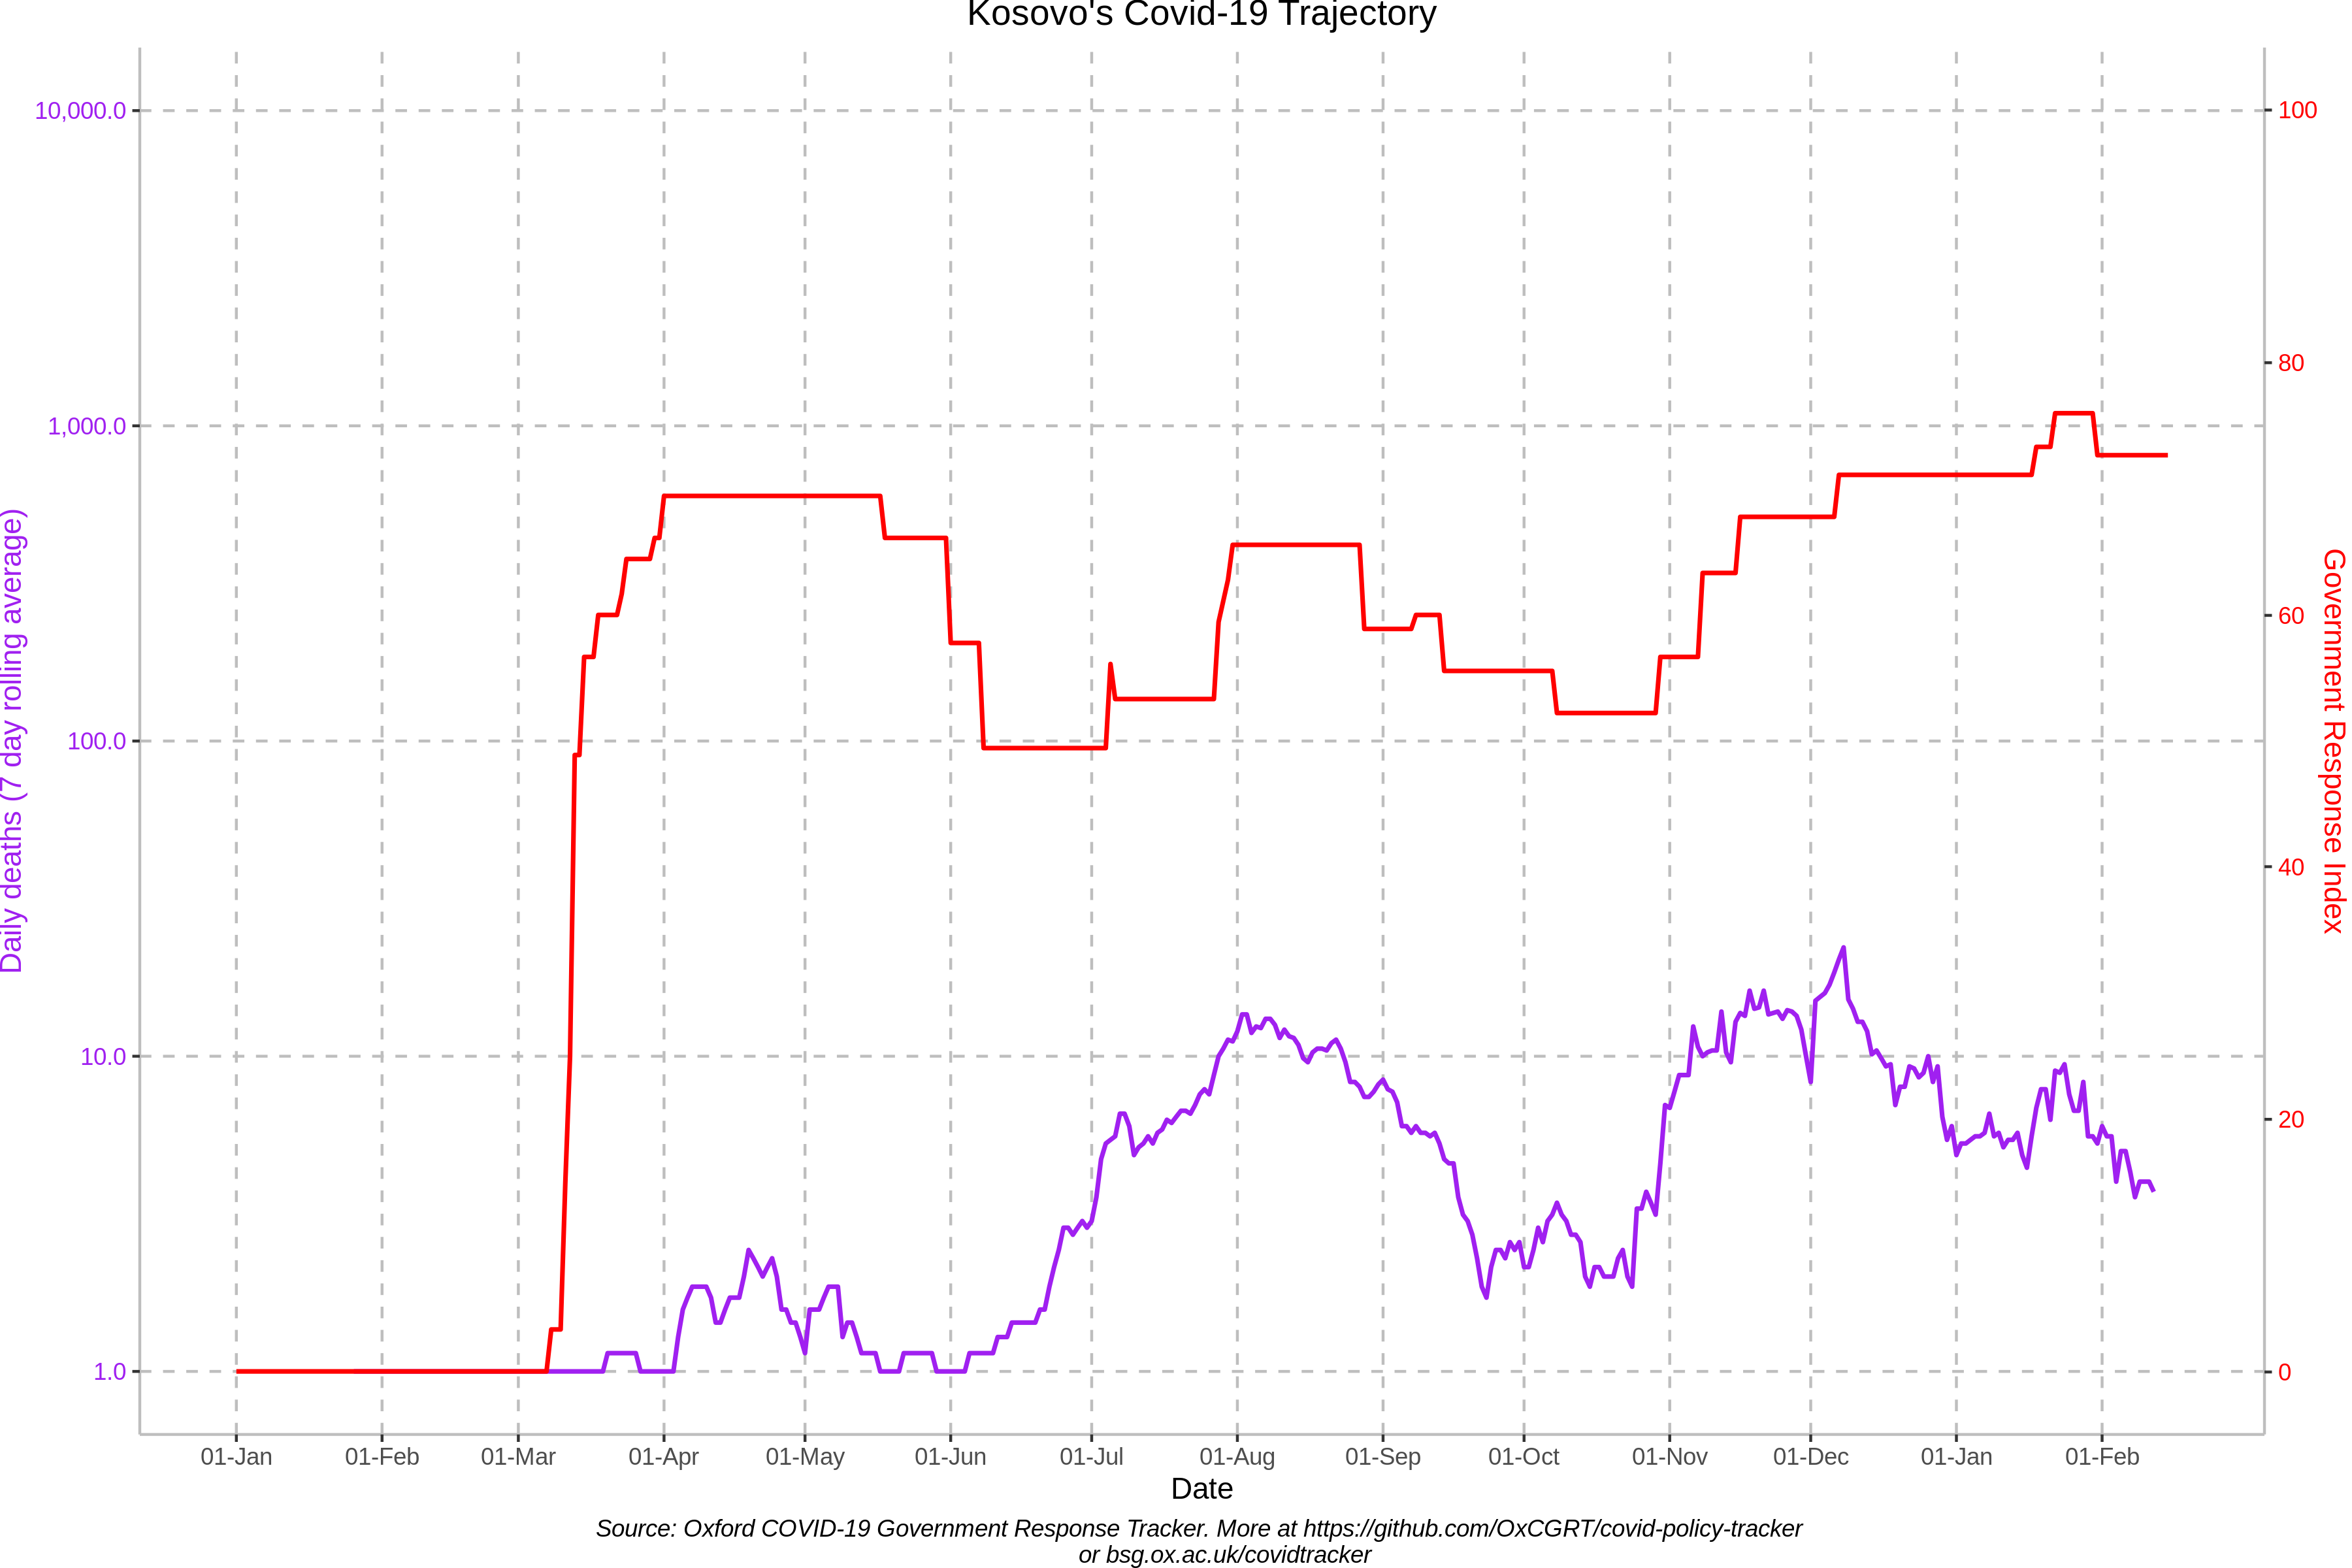 Kosovo's Covid-19 Trajectory
10,000.0
1,000.0
100.0
10.0
1.0
Daily deaths (7 day rolling average)
100
80
60
40
20
0
Government Response Index
01-Jan 01-Feb 01-Mar 01-Apr 01-May 01-Jun 01-Jul 01-Aug 01-Sep 01-Oct 01-Nov 01-Dec 01-Jan 01-Feb
Date
Source: Oxford COVID-19 Government Response Tracker. More at https://github.com/OxCGRT/covid-policy-tracker
or bsg.ox.ac.uk/covidtracker